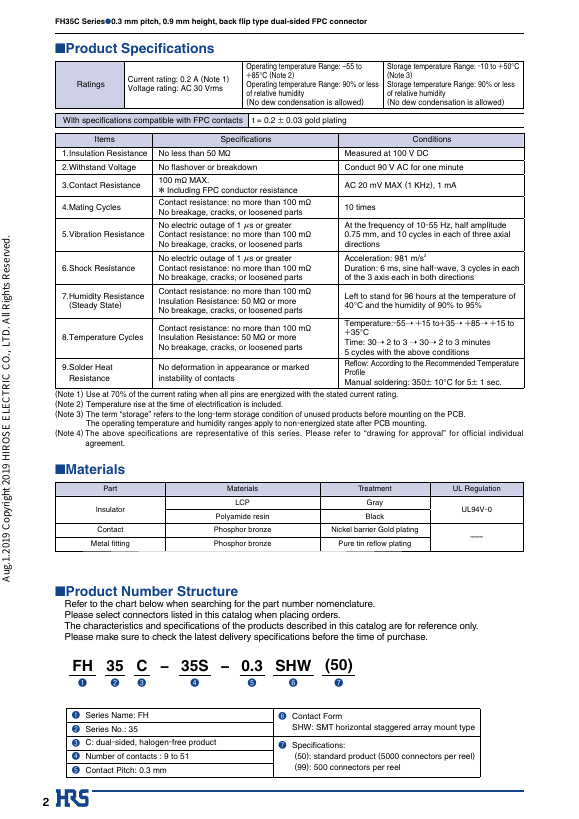 FH35C Series●0.3 mm pitch, 0.9 mm height, back flip type dual-sided FPC connector
■Product Specifications
Ratings
Current rating: 0.2 A (Note 1)
Voltage rating: AC 30 Vrms
Operating temperature Range: –55 to
+85°C (Note 2)
Operating temperature Range: 90% or less
of relative humidity
(No dew condensation is allowed)
Storage temperature Range: -10 to +50°C
(Note 3)
Storage temperature Range: 90% or less
of relative humidity
(No dew condensation is allowed)
With specifications compatible with FPC contacts
t = 0.2 ± 0.03 gold plating
Items
Specifications
Conditions
1.Insulation Resistance
No less than 50 MΩ
Measured at 100 V DC
2.Withstand Voltage
No flashover or breakdown
Conduct 90 V AC for one minute
3.Contact Resistance
100 mΩ MAX.
＊ Including FPC conductor resistance
AC 20 mV MAX (1 KHz), 1 mA
4.Mating Cycles
Contact resistance: no more than 100 mΩ
No breakage, cracks, or loosened parts
10 times
5.Vibration Resistance
No electric outage of 1 μs or greater
Contact resistance: no more than 100 mΩ
No breakage, cracks, or loosened parts
At the frequency of 10-55 Hz, half amplitude
0.75 mm, and 10 cycles in each of three axial
directions
6.Shock Resistance
No electric outage of 1 μs or greater
Contact resistance: no more than 100 mΩ
No breakage, cracks, or loosened parts
Acceleration: 981 m/s²
Duration: 6 ms, sine half-wave, 3 cycles in each
of the 3 axis each in both directions
7.Humidity Resistance
(Steady State)
Contact resistance: no more than 100 mΩ
Insulation Resistance: 50 MΩ or more
No breakage, cracks, or loosened parts
Left to stand for 96 hours at the temperature of
40°C and the humidity of 90% to 95%
8.Temperature Cycles
Contact resistance: no more than 100 mΩ
Insulation Resistance: 50 MΩ or more
No breakage, cracks, or loosened parts
Temperature:-55→ +15 to+35→ +85→ +15 to
+35°C
Time: 30→ 2 to 3 → 30→ 2 to 3 minutes
5 cycles with the above conditions
9.Solder Heat
Resistance
No deformation in appearance or marked
instability of contacts
Reflow: According to the Recommended Temperature
Profile
Manual soldering: 350± 10°C for 5± 1 sec.
(Note 1) Use at 70% of the current rating when all pins are energized with the stated current rating.
(Note 2) Temperature rise at the time of electrification is included.
(Note 3) The term “storage” refers to the long-term storage condition of unused products before mounting on the PCB.
The operating temperature and humidity ranges apply to non-energized state after PCB mounting.
(Note 4) The above specifications are representative of this series. Please refer to “drawing for approval” for official individual
agreement.
■Materials
Part
Materials
Treatment
UL Regulation
Insulator
LCP
Gray
UL94V-0
Polyamide resin
Black
Contact
Phosphor bronze
Nickel barrier Gold plating
——
Metal fitting
Phosphor bronze
Pure tin reflow plating
■Product Number Structure
Refer to the chart below when searching for the part number nomenclature.
Please select connectors listed in this catalog when placing orders.
The characteristics and specifications of the products described in this catalog are for reference only.
Please make sure to check the latest delivery specifications before the time of purchase.
FH 35 C – 35S – 0.3 SHW (50)
❶ ❷ ❸ ❹ ❺ ❻ ❼
❶ Series Name: FH
❷ Series No.: 35
❸ C: dual-sided, halogen-free product
❹ Number of contacts : 9 to 51
❺ Contact Pitch: 0.3 mm
❻ Contact Form
SHW: SMT horizontal staggered array mount type
❼ Specifications:
(50): standard product (5000 connectors per reel)
(99): 500 connectors per reel
2 HRS
Aug.1.2019 Copyright 2019 HIROSE ELECTRIC CO., LTD. All Rights Reserved.